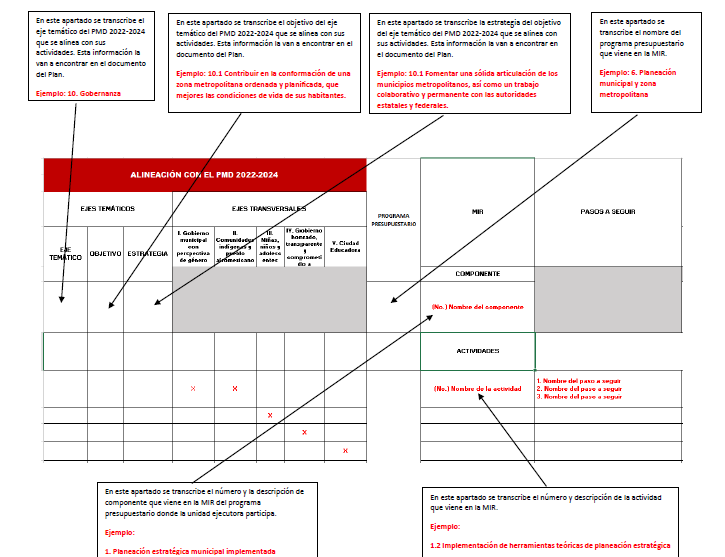 En este apartado se transcribe el
eje temático del PMD 2022-2024
que se alinea con sus
actividades. Esta información la
van a encontrar en el documento
del Plan.
Ejemplo: 10. Gobernanza
En este apartado se transcribe el objetivo del eje
temático del PMD 2022-2024 que se alinea con
sus actividades. Esta información la van a
encontrar en el documento del Plan.
Ejemplo: 10.1 Contribuir en la conformación de una
zona metropolitana ordenada y planificada, que
mejores las condiciones de vida de sus habitantes.
En este apartado se transcribe la estrategia del objetivo
del eje temático del PMD 2022-2024 que se alinea con
sus actividades. Esta información la van a encontrar en
el documento del Plan.
Ejemplo: 10.1 Fomentar una sólida articulación de los
municipios metropolitanos, así como un trabajo
colaborativo y permanente con las autoridades
estatales y federales.
En este apartado se
transcribe el nombre del
programa presupuestario
que viene en la MIR.
Ejemplo: 6. Planeación
municipal y zona
metropolitana
ALINEACIÓN CON EL PMD 2022-2024
EJES TEMÁTICOS
EJES TRANSVERSALES
PROGRAMA
PRESUPUESTARIO
MIR
PASOS A SEGUIR
EJE
TEMÁTICO
OBJETIVO
ESTRATEGIA
I. Gobierno
municipal
con
perspectiva
de género
II.
Comunidades
indígenas y
pueblo
afromexicano
III.
Niñas,
niños y
adolesc
entes
IV. Gobierno
honrado,
transparente
y
comprometi
do a
V. Ciudad
Educadora
COMPONENTE
(No.) Nombre del componente
ACTIVIDADES
X
X
(No.) Nombre de la actividad
1. Nombre del paso a seguir
2. Nombre del paso a seguir
3. Nombre del paso a seguir
X
X
X
En este apartado se transcribe el número y la descripción de
componente que viene en la MIR del programa
presupuestario donde la unidad ejecutora participa.
Ejemplo:
1. Planeación estratégica municipal implementada
En este apartado se transcribe el número y descripción de la actividad
que viene en la MIR.
Ejemplo:
1.2 Implementación de herramientas teóricas de planeación estratégica